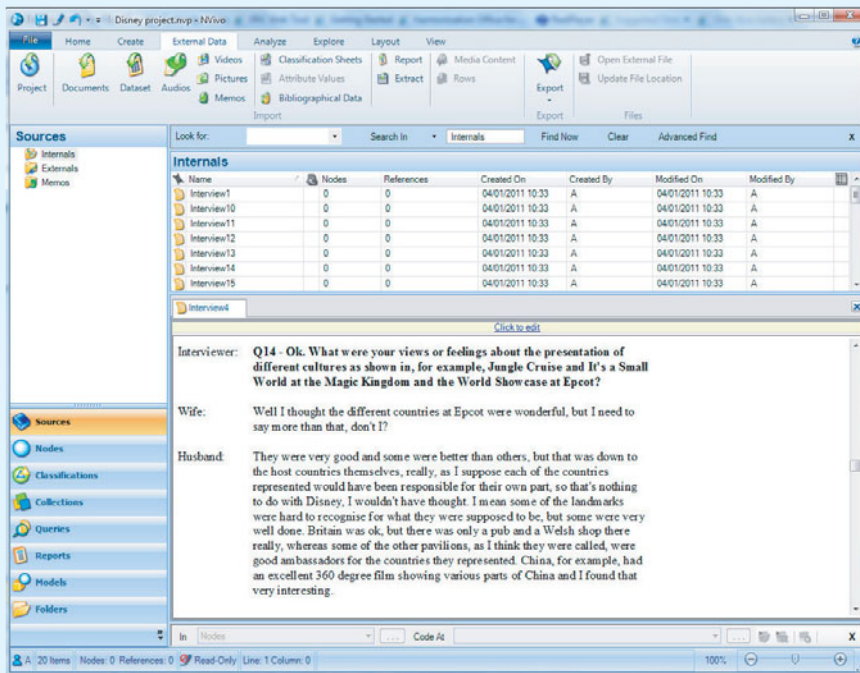 Disney project.nvp - NVivo
File Home Create External Data Analyze Explore Layout View
Project
Documents
Dataset
Audios
Videos
Pictures
Memos
Classification Sheets
Attribute Values
Bibliographical Data
Import
Report
Extract
Media Content
Rows
Export
Export
Open External File
Update File Location
Files
Sources
Internals
Externals
Memos
Look for: Search In Internals Find Now Clear Advanced Find x
Internals
Name Nodes References Created On Created By Modified On Modified By
Interview1 0 0 04/01/2011 10:33 A 04/01/2011 10:33 A
Interview10 0 0 04/01/2011 10:33 A 04/01/2011 10:33 A
Interview11 0 0 04/01/2011 10:33 A 04/01/2011 10:33 A
Interview12 0 0 04/01/2011 10:33 A 04/01/2011 10:33 A
Interview13 0 0 04/01/2011 10:33 A 04/01/2011 10:33 A
Interview14 0 0 04/01/2011 10:33 A 04/01/2011 10:33 A
Interview15 0 0 04/01/2011 10:33 A 04/01/2011 10:33 A
Interview4
Click to edit
Interviewer: Q14 - Ok. What were your views or feelings about the presentation of
different cultures as shown in, for example, Jungle Cruise and It's a Small
World at the Magic Kingdom and the World Showcase at Epcot?
Wife: Well I thought the different countries at Epcot were wonderful, but I need to
say more than that, don't I?
Husband: They were very good and some were better than others, but that was down to
the host countries themselves, really, as I suppose each of the countries
represented would have been responsible for their own part, so that's nothing
to do with Disney, I wouldn't have thought. I mean some of the landmarks
were hard to recognise for what they were supposed to be, but some were very
well done. Britain was ok, but there was only a pub and a Welsh shop there
really, whereas some of the other pavilions, as I think they were called, were
good ambassadors for the countries they represented. China, for example, had
an excellent 360 degree film showing various parts of China and I found that
very interesting.
Sources
Nodes
Classifications
Collections
Queries
Reports
Models
Folders
In Nodes ... Code At ... X
A 20 Items Nodes: 0 References: 0 Read-Only Line: 1 Column: 0 100%